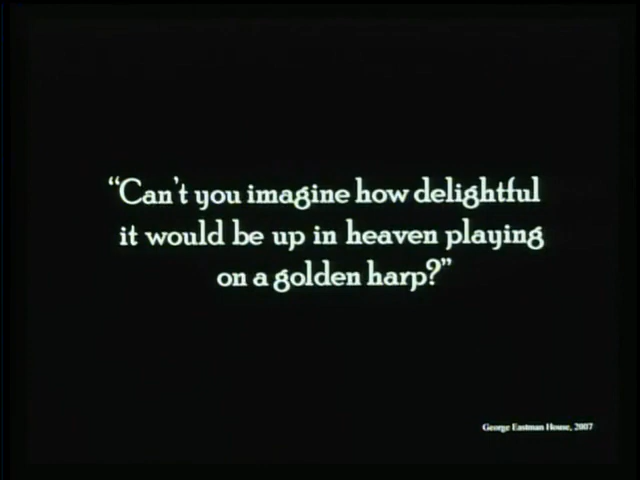 “Can't you imagine how delightful
it would be up in heaven playing
on a golden harp?”
George Eastman House, 2007